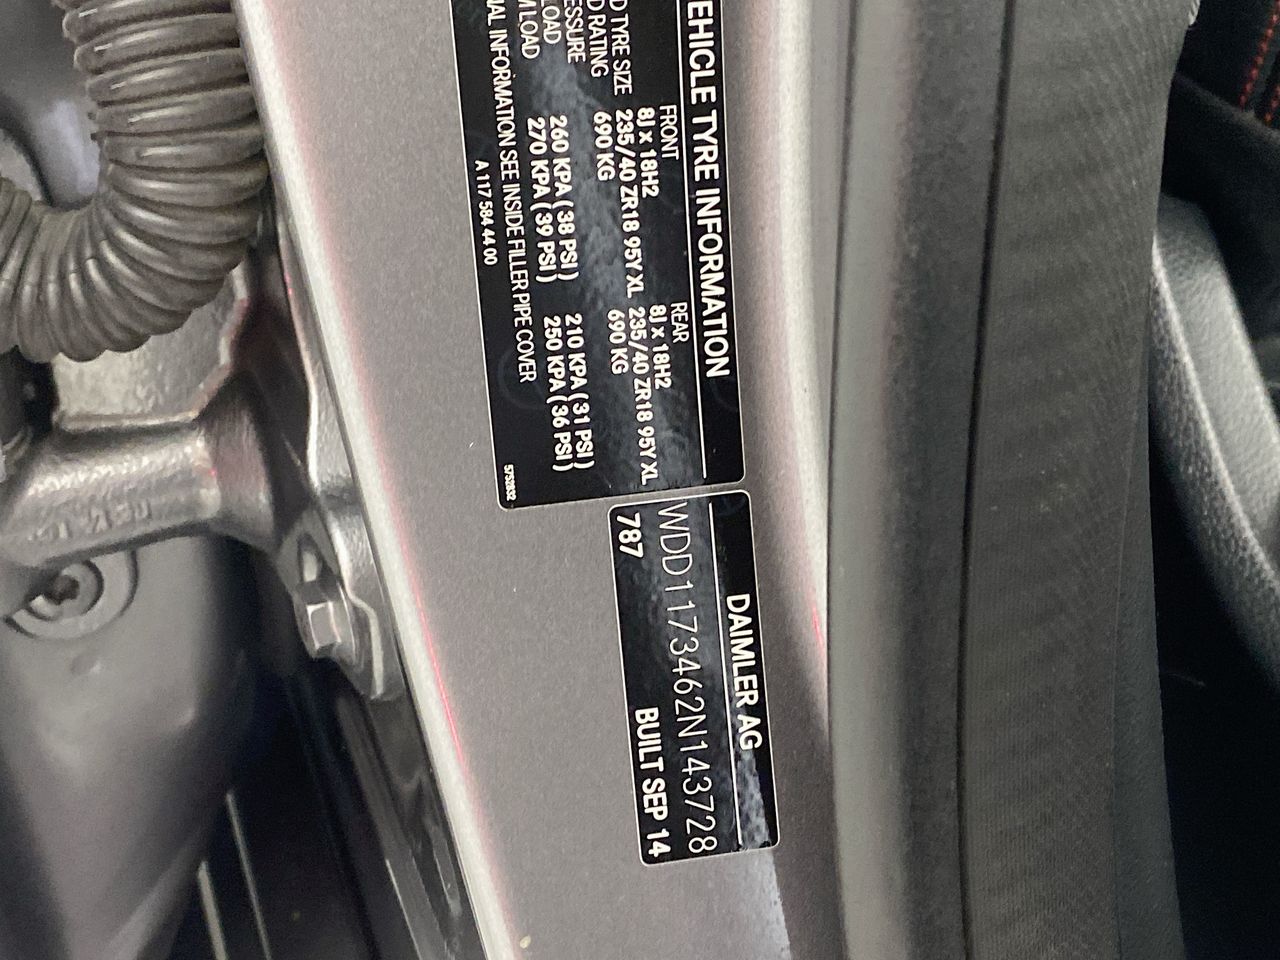 EHICLE TYRE INFORMATION
FRONT REAR
D TYRE SIZE 8J x 18H2 8J x 18H2
235/40 ZR18 95Y XL 235/40 ZR18 95Y XL
D RATING 690 KG 690 KG
ESSURE
LOAD 260 KPA ( 38 PSI ) 210 KPA ( 31 PSI )
M LOAD 270 KPA ( 39 PSI ) 250 KPA ( 36 PSI )
NAL INFORMATION SEE INSIDE FILLER PIPE COVER
A 117 584 44 00
5752832
DAIMLER AG
WDD1173462N143728
787 BUILT SEP 14